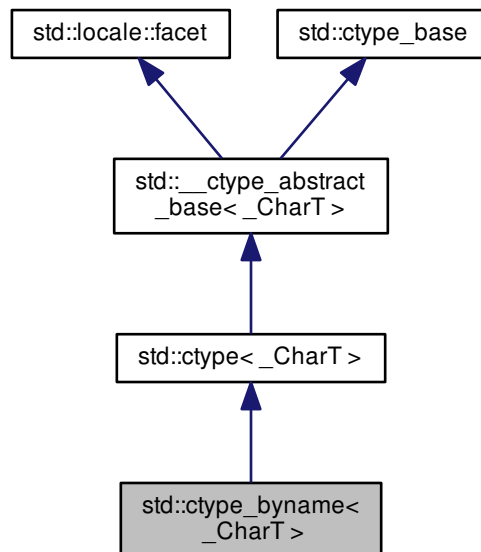 std::locale::facet
std::ctype_base
std::__ctype_abstract
_base< _CharT >
std::ctype< _CharT >
std::ctype_byname<
_CharT >